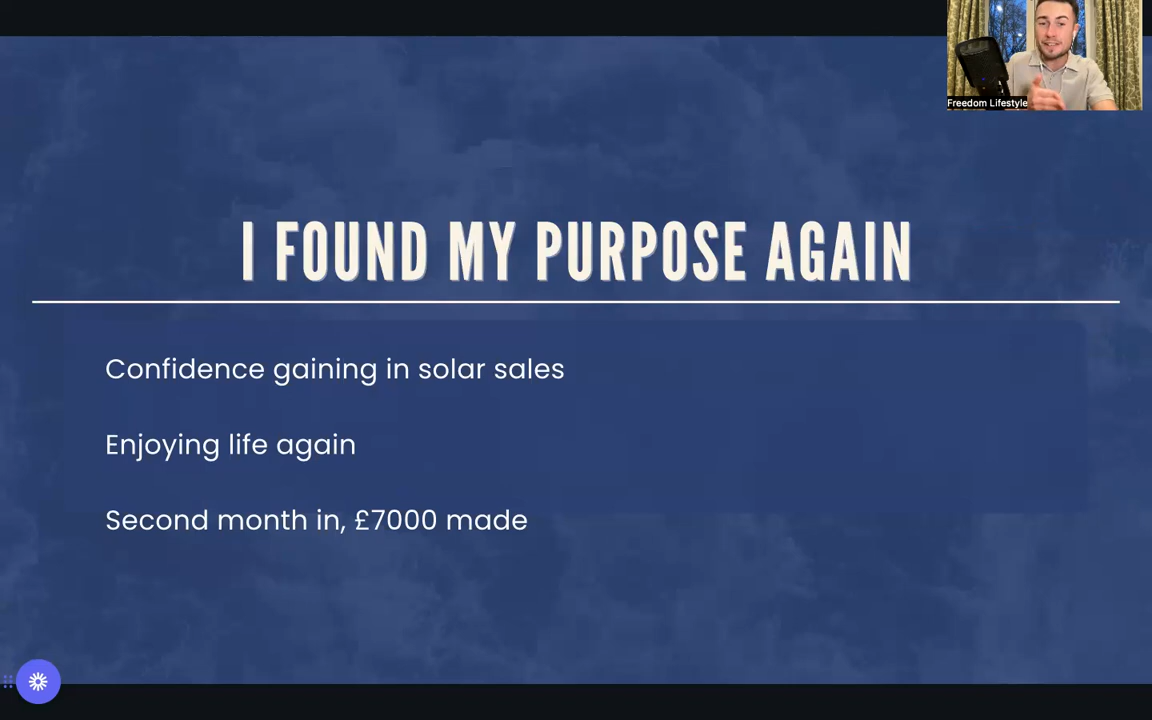 Freedom Lifestyle
I FOUND MY PURPOSE AGAIN
Confidence gaining in solar sales
Enjoying life again
Second month in, £7000 made